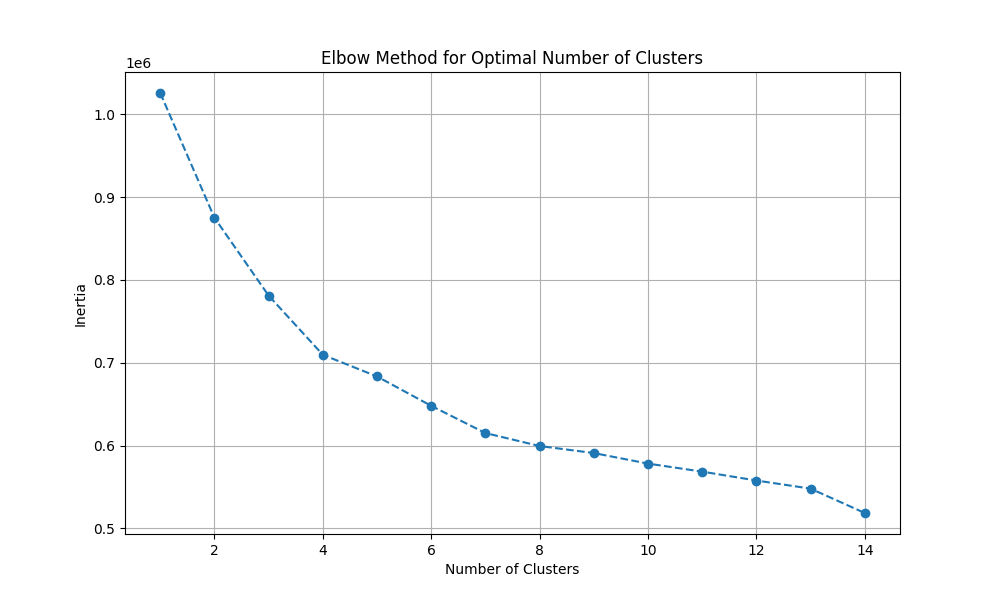 Elbow Method for Optimal Number of Clusters
1e6
1.0
0.9
0.8
0.7
0.6
0.5
Inertia
2 4 6 8 10 12 14
Number of Clusters